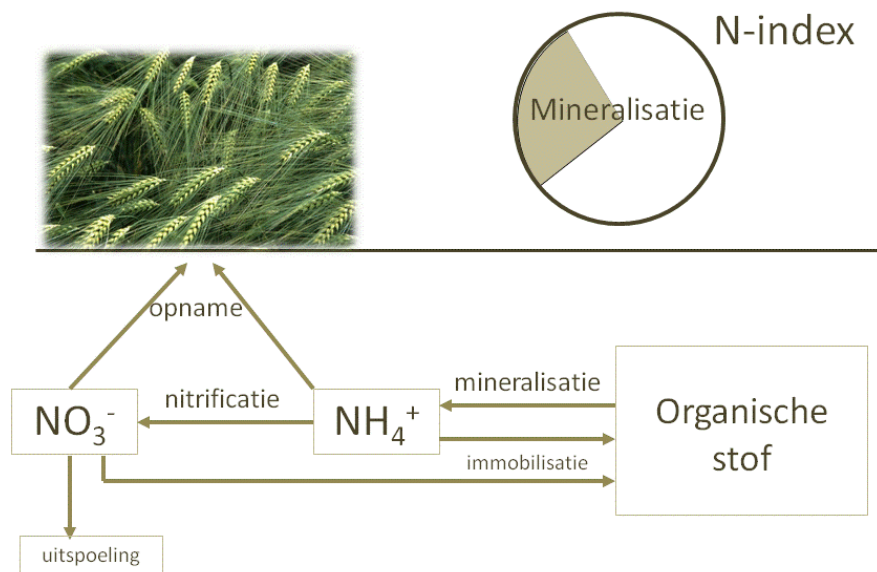 N-index
Mineralisatie
opname
nitrificatie
mineralisatie
NO₃⁻
NH₄⁺
Organische
stof
immobilisatie
uitspoeling